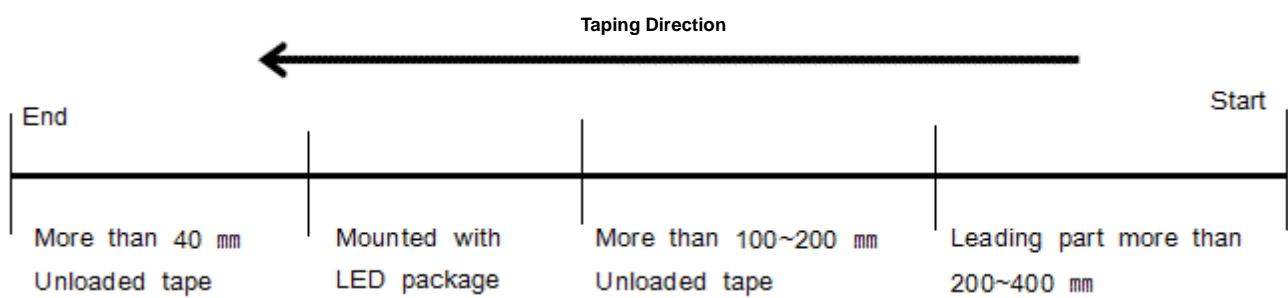 Taping Direction
End
Start
More than 40 ㎜
Unloaded tape
Mounted with
LED package
More than 100~200 ㎜
Unloaded tape
Leading part more than
200~400 ㎜